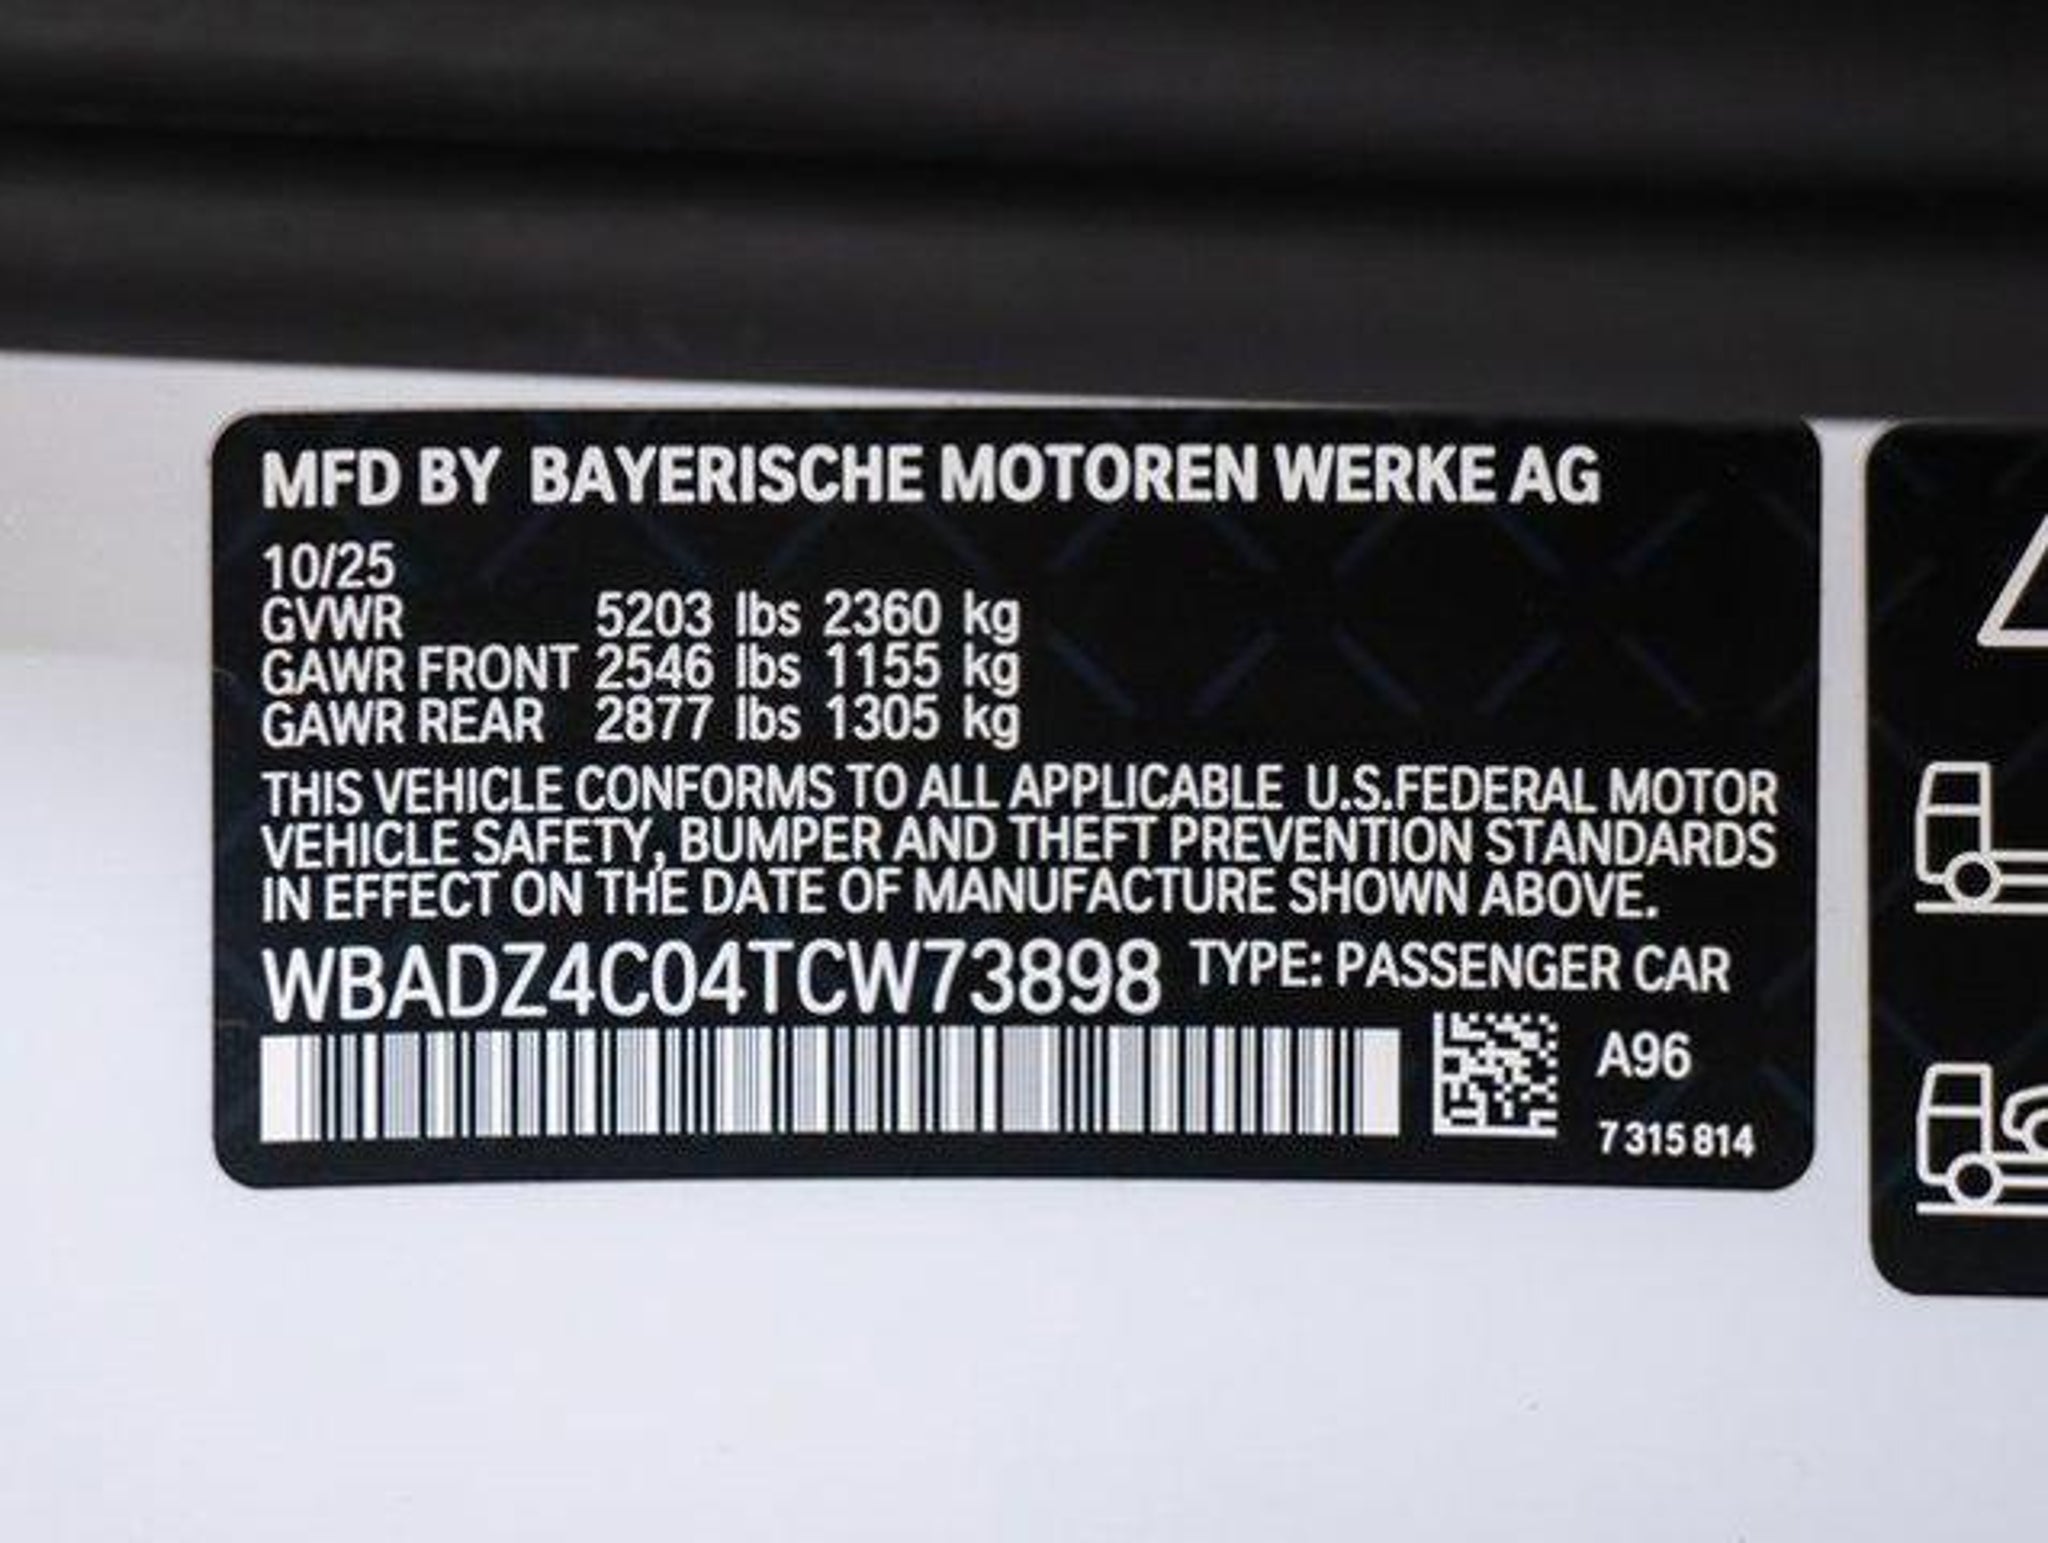 MFD BY BAYERISCHE MOTOREN WERKE AG
10/25
GVWR 5203 lbs 2360 kg
GAWR FRONT 2546 lbs 1155 kg
GAWR REAR 2877 lbs 1305 kg
THIS VEHICLE CONFORMS TO ALL APPLICABLE U.S.FEDERAL MOTOR
VEHICLE SAFETY, BUMPER AND THEFT PREVENTION STANDARDS
IN EFFECT ON THE DATE OF MANUFACTURE SHOWN ABOVE.
WBADZ4C04TCW73898 TYPE: PASSENGER CAR
A96
7 315 814